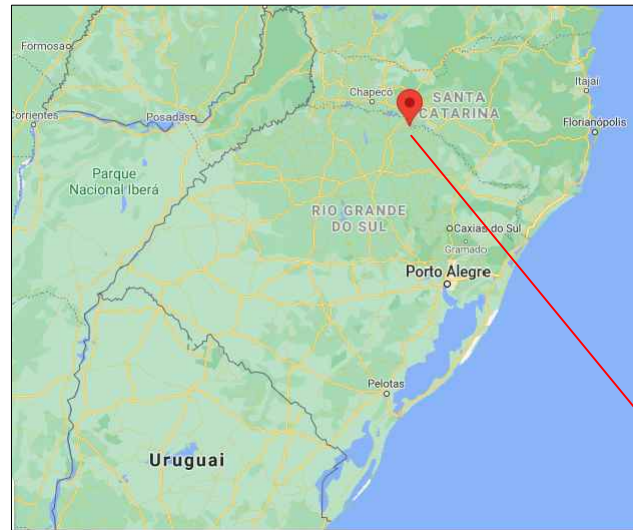 Formosa
Chapecó
SANTA
CATARINA
Itajaí
Corrientes
Posadas
Florianópolis
Parque
Nacional Iberá
RIO GRANDE
DO SUL
Caxias do Sul
Gramado
Porto Alegre
Pelotas
Uruguai